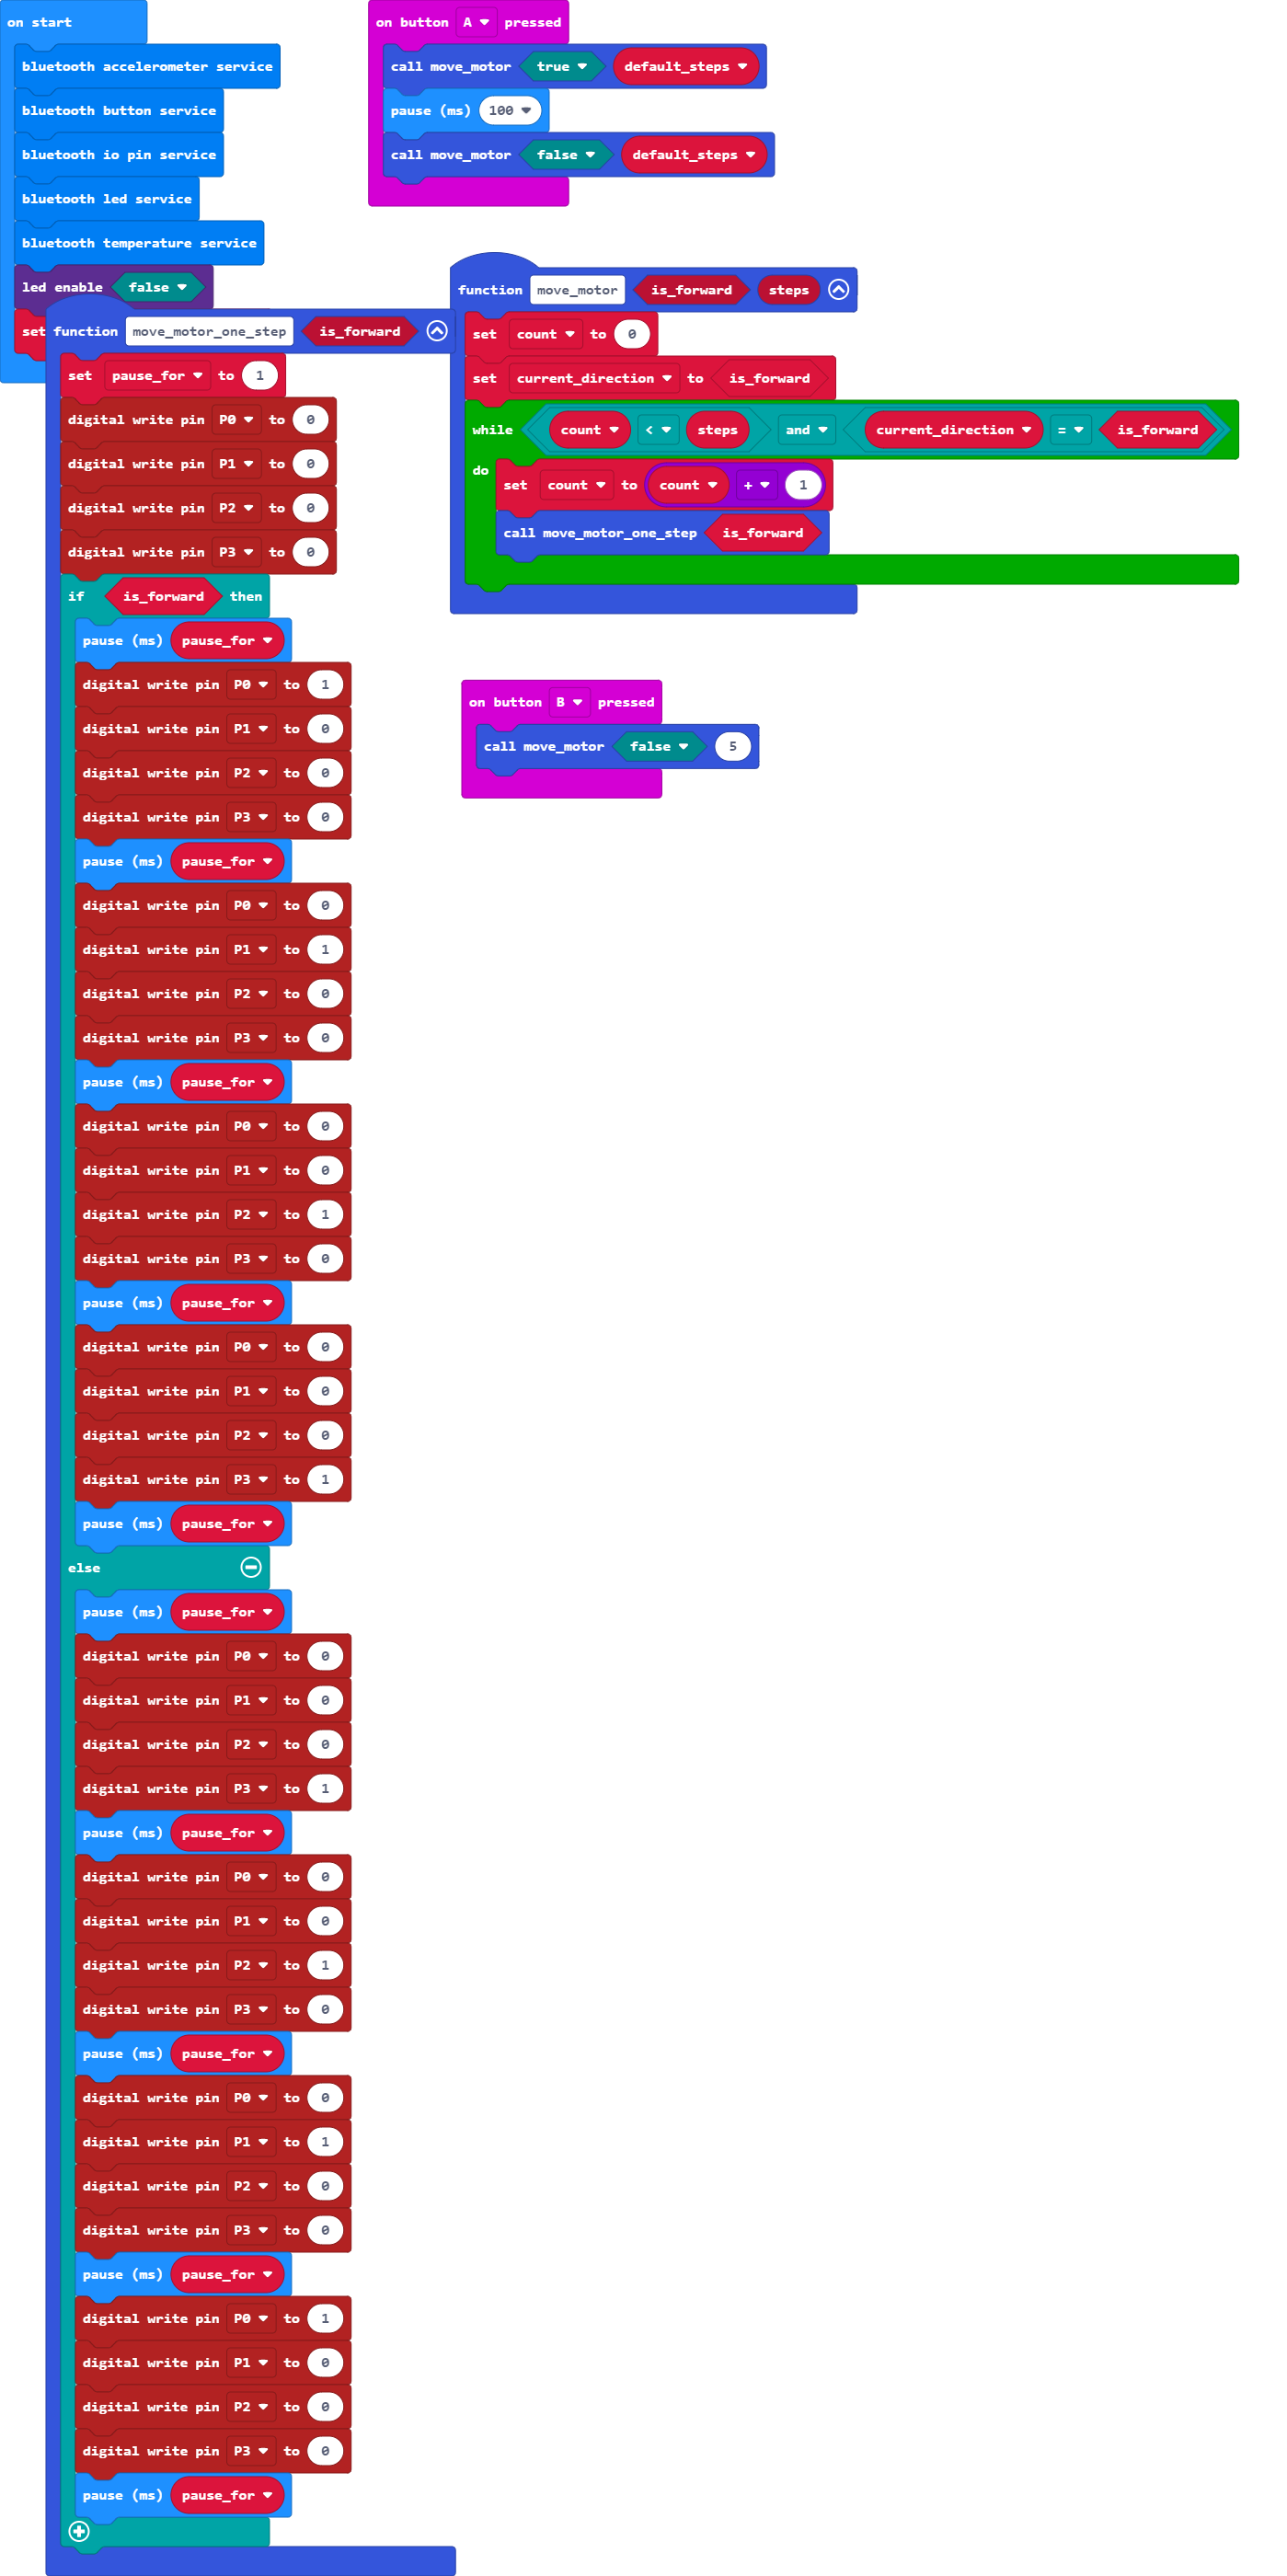 on start
bluetooth accelerometer service
bluetooth button service
bluetooth io pin service
bluetooth led service
bluetooth temperature service
led enable false
set
function move_motor_one_step is_forward
set pause_for to 1
digital write pin P0 to 0
digital write pin P1 to 0
digital write pin P2 to 0
digital write pin P3 to 0
if is_forward then
pause (ms) pause_for
digital write pin P0 to 1
digital write pin P1 to 0
digital write pin P2 to 0
digital write pin P3 to 0
pause (ms) pause_for
digital write pin P0 to 0
digital write pin P1 to 1
digital write pin P2 to 0
digital write pin P3 to 0
pause (ms) pause_for
digital write pin P0 to 0
digital write pin P1 to 0
digital write pin P2 to 1
digital write pin P3 to 0
pause (ms) pause_for
digital write pin P0 to 0
digital write pin P1 to 0
digital write pin P2 to 0
digital write pin P3 to 1
pause (ms) pause_for
else
pause (ms) pause_for
digital write pin P0 to 0
digital write pin P1 to 0
digital write pin P2 to 0
digital write pin P3 to 1
pause (ms) pause_for
digital write pin P0 to 0
digital write pin P1 to 0
digital write pin P2 to 1
digital write pin P3 to 0
pause (ms) pause_for
digital write pin P0 to 0
digital write pin P1 to 1
digital write pin P2 to 0
digital write pin P3 to 0
pause (ms) pause_for
digital write pin P0 to 1
digital write pin P1 to 0
digital write pin P2 to 0
digital write pin P3 to 0
pause (ms) pause_for
on button A pressed
call move_motor true default_steps
pause (ms) 100
call move_motor false default_steps
function move_motor is_forward steps
set count to 0
set current_direction to is_forward
while count < steps and current_direction = is_forward
do
set count to count + 1
call move_motor_one_step is_forward
on button B pressed
call move_motor false 5